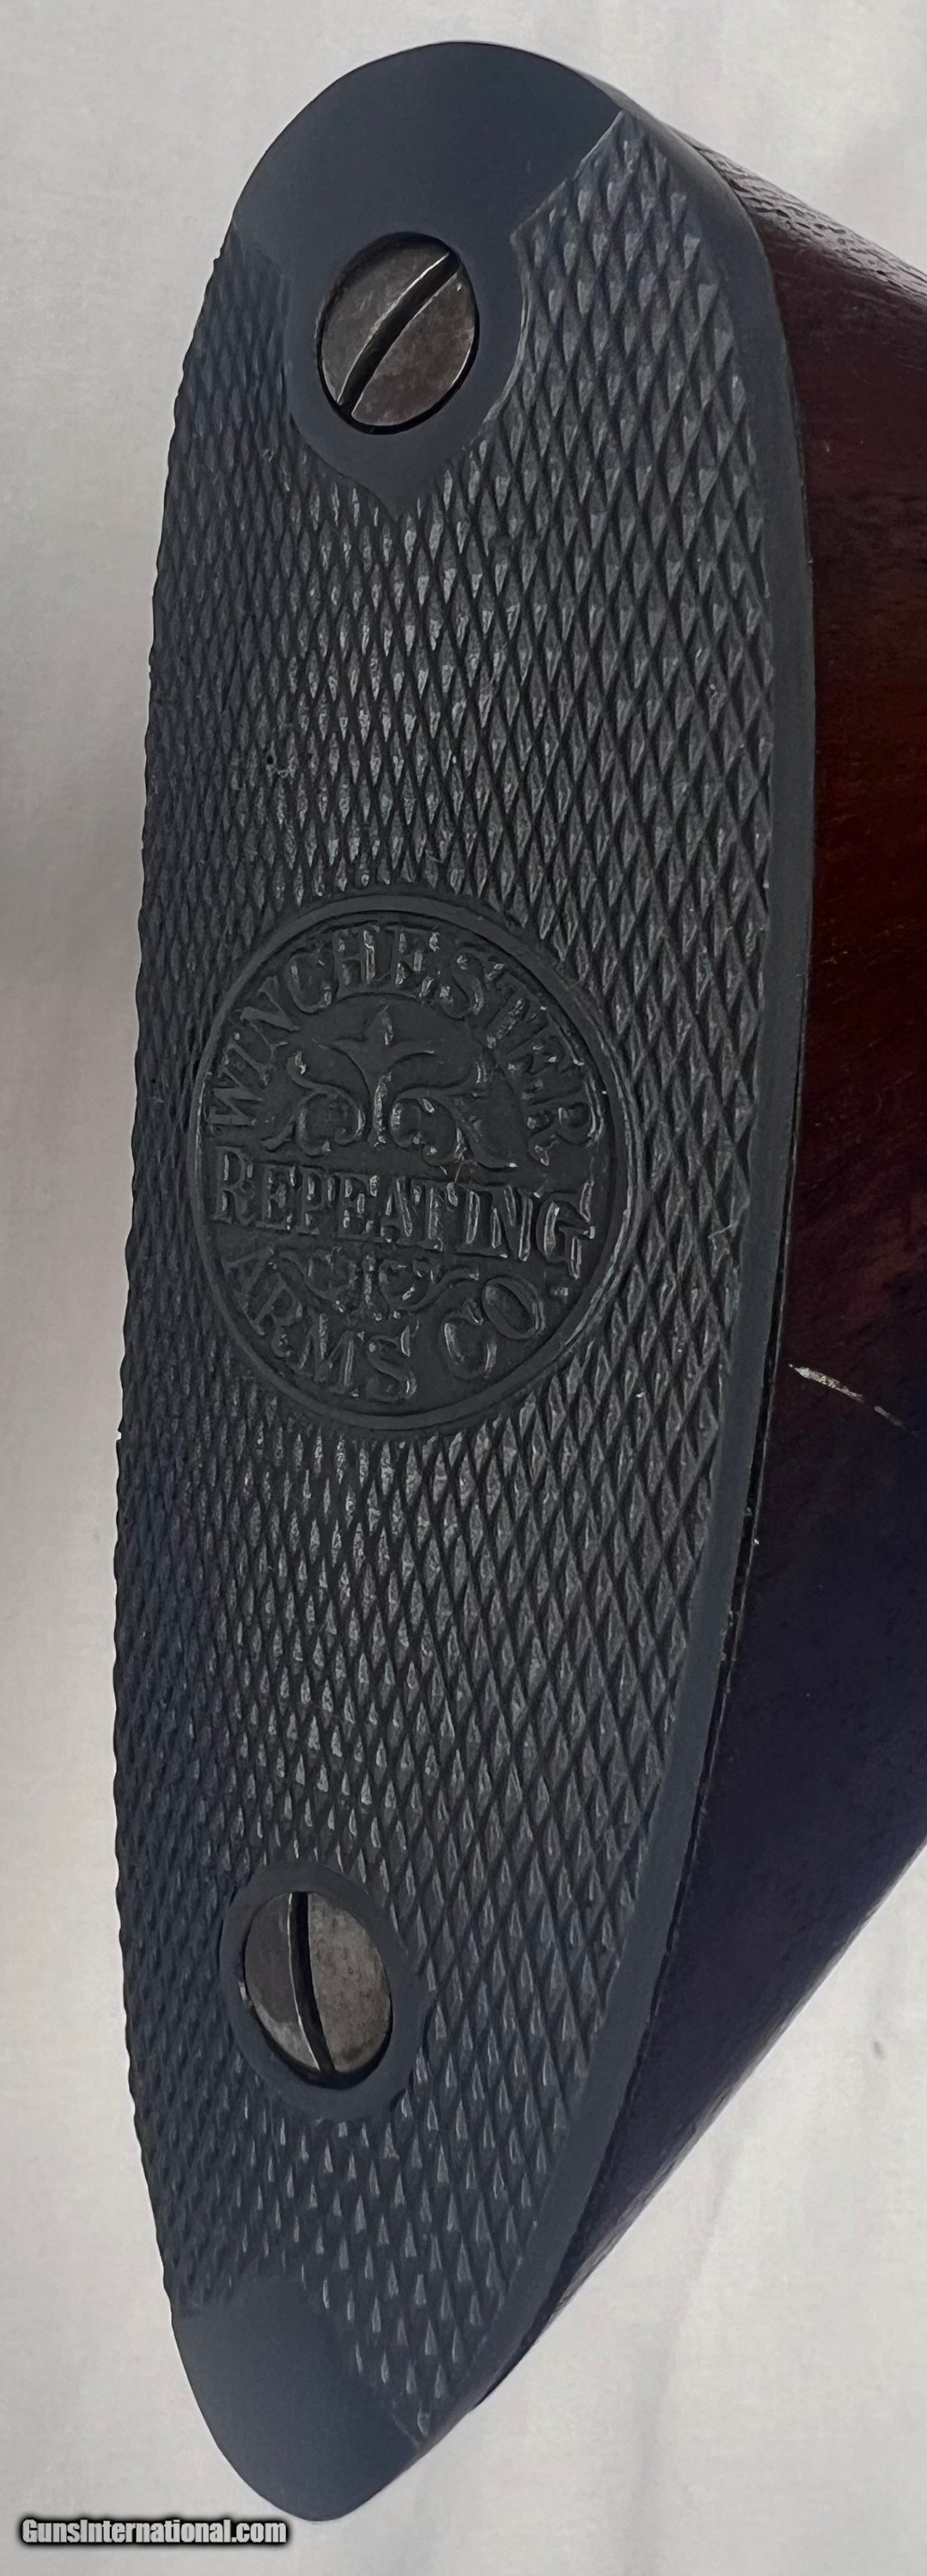 WINCHESTER
REPEATING
ARMS CO.
GunsInternational.com